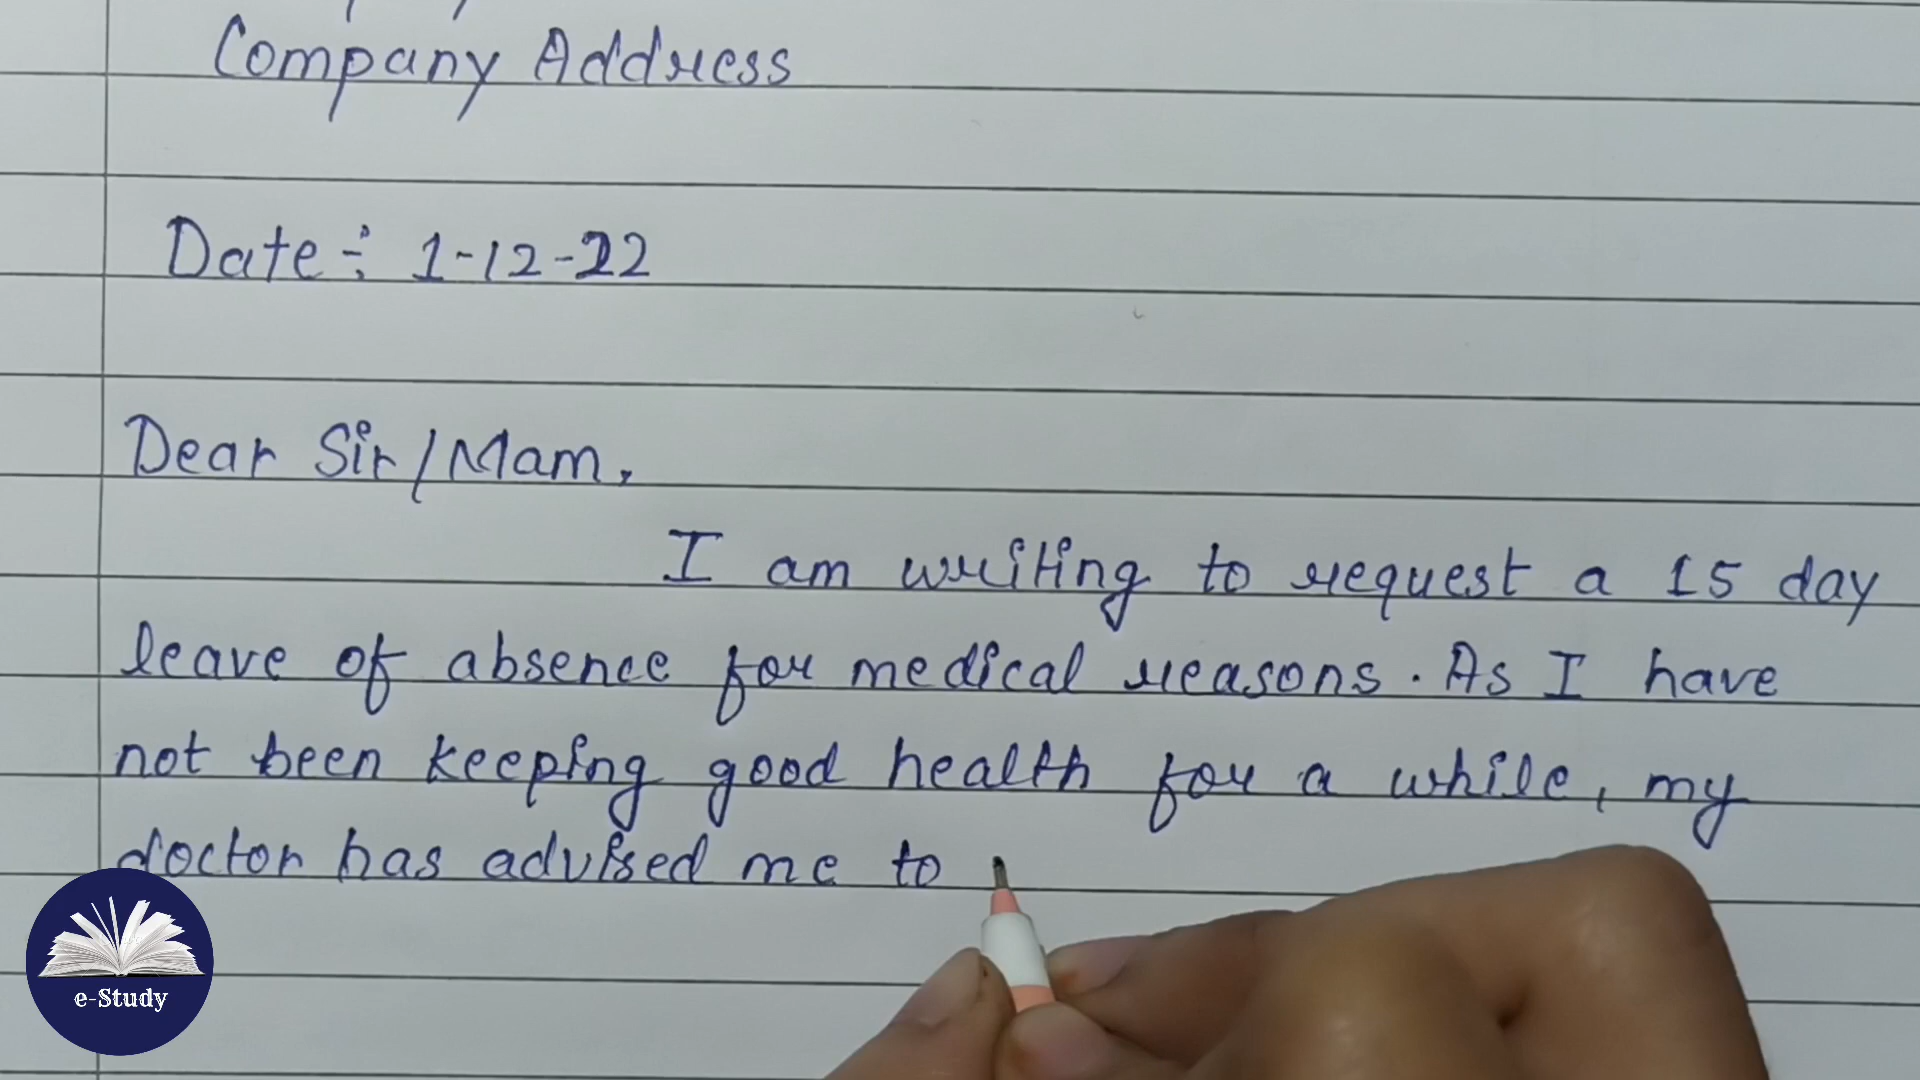 Company Address
Date :- 1-12-22
Dear Sir/Mam,
I am writing to request a 15 day
leave of absence for medical reasons. As I have
not been keeping good health for a while, my
doctor has advised me to
e-Study